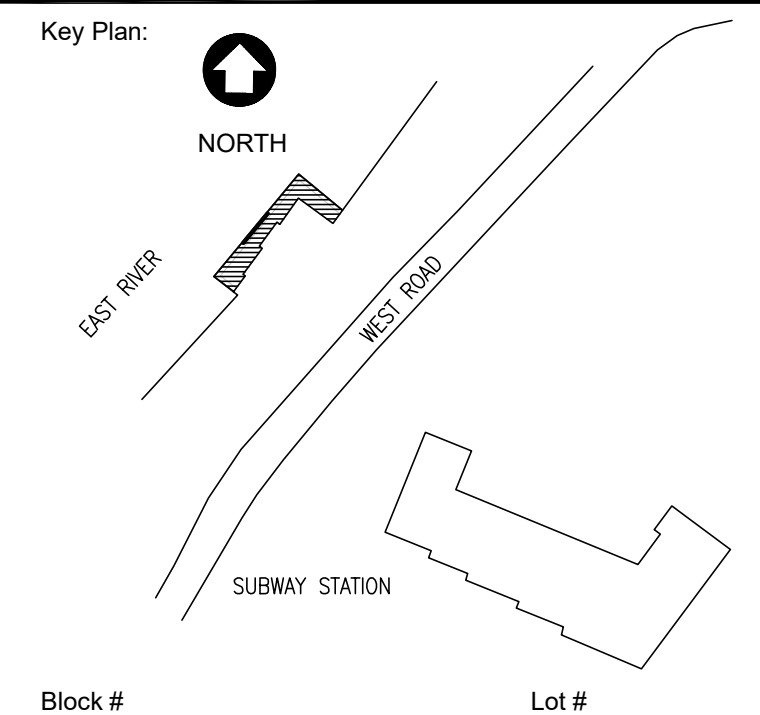 Key Plan:
NORTH
EAST RIVER
WEST ROAD
SUBWAY STATION
Block #
Lot #